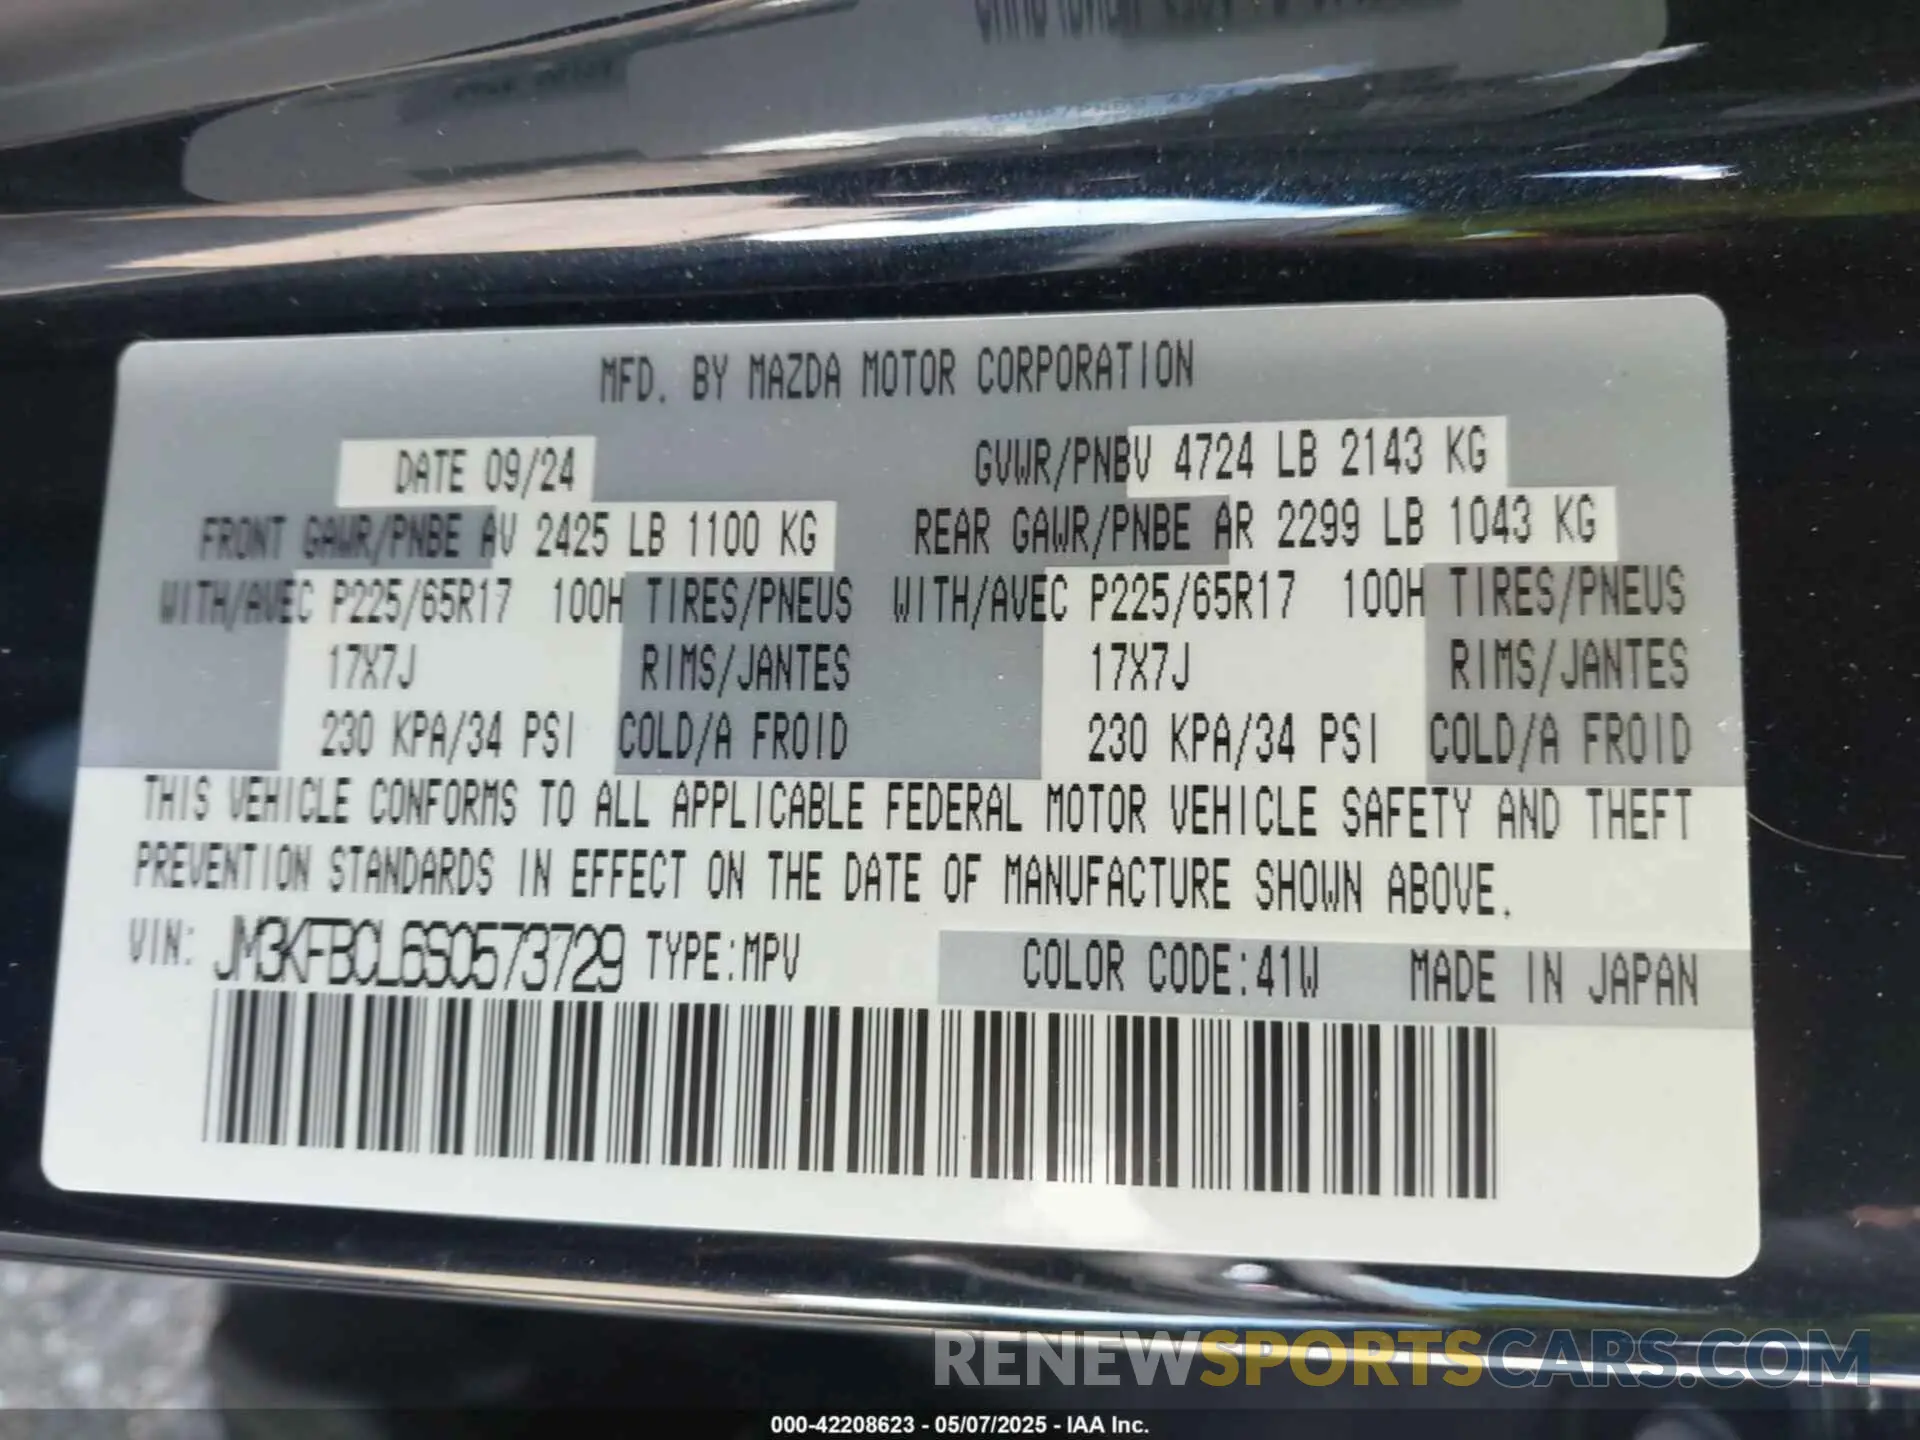 MFD. BY MAZDA MOTOR CORPORATION
DATE 09/24 GVWR/PNBV 4724 LB 2143 KG
FRONT GAWR/PNBE AV 2425 LB 1100 KG REAR GAWR/PNBE AR 2299 LB 1043 KG
WITH/AVEC P225/65R17 100H TIRES/PNEUS WITH/AVEC P225/65R17 100H TIRES/PNEUS
17X7J RIMS/JANTES 17X7J RIMS/JANTES
230 KPA/34 PSI COLD/A FROID 230 KPA/34 PSI COLD/A FROID
THIS VEHICLE CONFORMS TO ALL APPLICABLE FEDERAL MOTOR VEHICLE SAFETY AND THEFT
PREVENTION STANDARDS IN EFFECT ON THE DATE OF MANUFACTURE SHOWN ABOVE.
VIN: JM3KFBCL6S0573729 TYPE:MPV COLOR CODE:41W MADE IN JAPAN
RENEWSPORTSCARS.COM
000-42208623 - 05/07/2025 - IAA Inc.